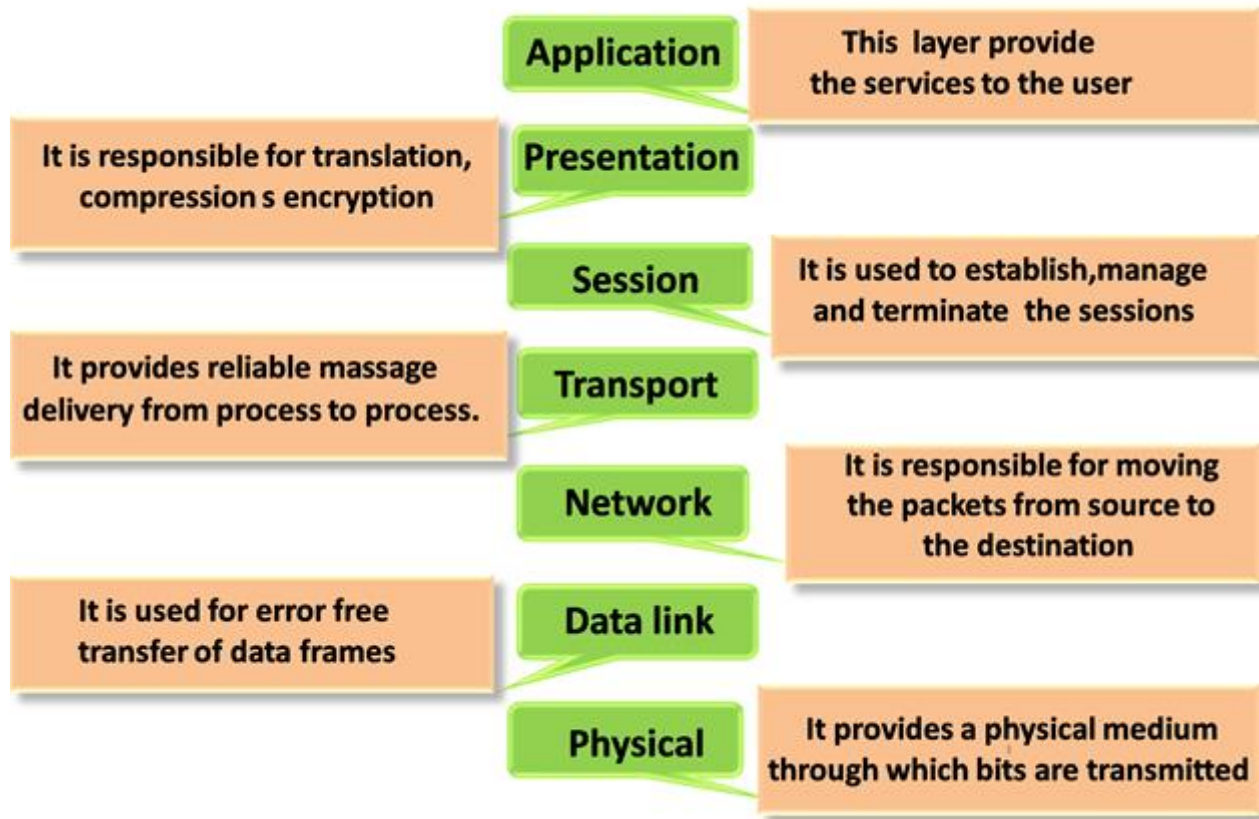 Application
This layer provide
the services to the user
Presentation
It is responsible for translation,
compression s encryption
Session
It is used to establish,manage
and terminate the sessions
Transport
It provides reliable massage
delivery from process to process.
Network
It is responsible for moving
the packets from source to
the destination
Data link
It is used for error free
transfer of data frames
Physical
It provides a physical medium
through which bits are transmitted